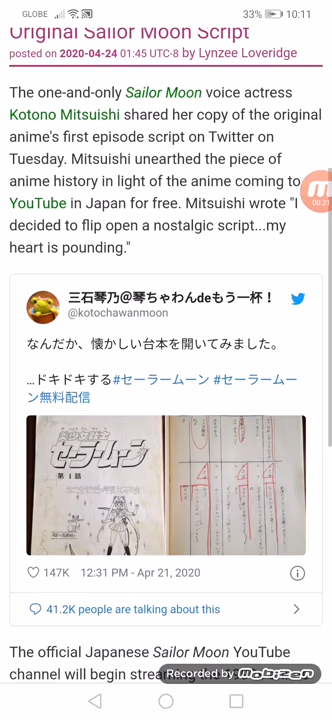 GLOBE
33%
10:11
Original Sailor Moon Script
posted on 2020-04-24 01:45 UTC-8 by Lynzee Loveridge
The one-and-only Sailor Moon voice actress
Kotono Mitsuishi shared her copy of the original
anime's first episode script on Twitter on
Tuesday. Mitsuishi unearthed the piece of
anime history in light of the anime coming to
YouTube in Japan for free. Mitsuishi wrote "I
decided to flip open a nostalgic script...my
heart is pounding."
00:21
三石琴乃@琴ちゃわんdeもう一杯！
@kotochawanmoon
なんだか、懐かしい台本を開いてみました。
...ドキドキする#セーラームーン #セーラームー
ン無料配信
美少女戦士
セーラームーン
第1話
147K 12:31 PM - Apr 21, 2020
41.2K people are talking about this
The official Japanese Sailor Moon YouTube
channel will begin streaming the
Recorded by Mobizen